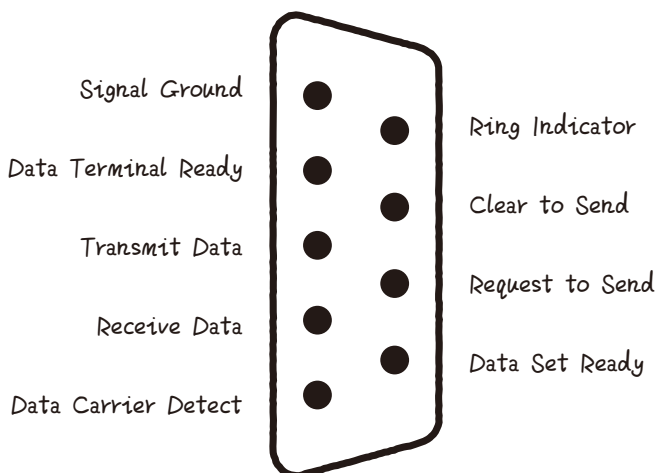 Signal Ground
Data Terminal Ready
Transmit Data
Receive Data
Data Carrier Detect
Ring Indicator
Clear to Send
Request to Send
Data Set Ready